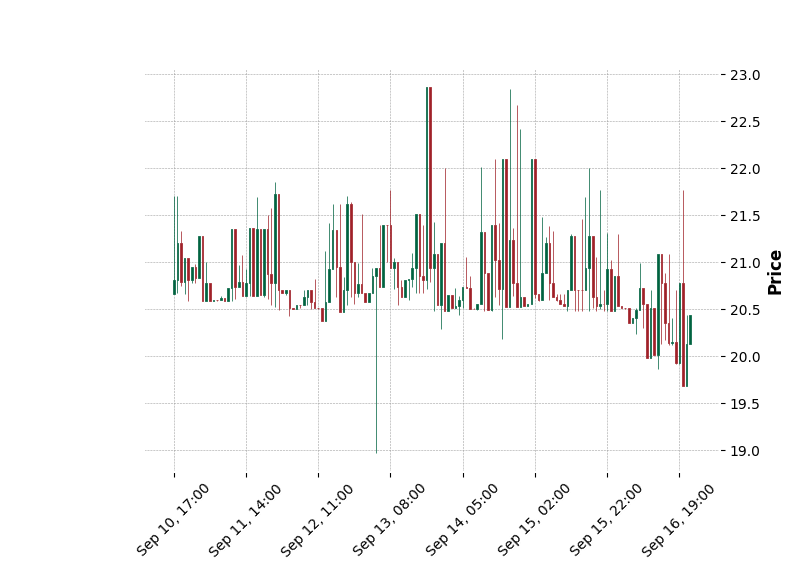 23.0
22.5
22.0
21.5
21.0
20.5
20.0
19.5
19.0
Price
Sep 10, 17:00
Sep 11, 14:00
Sep 12, 11:00
Sep 13, 08:00
Sep 14, 05:00
Sep 15, 02:00
Sep 15, 22:00
Sep 16, 19:00